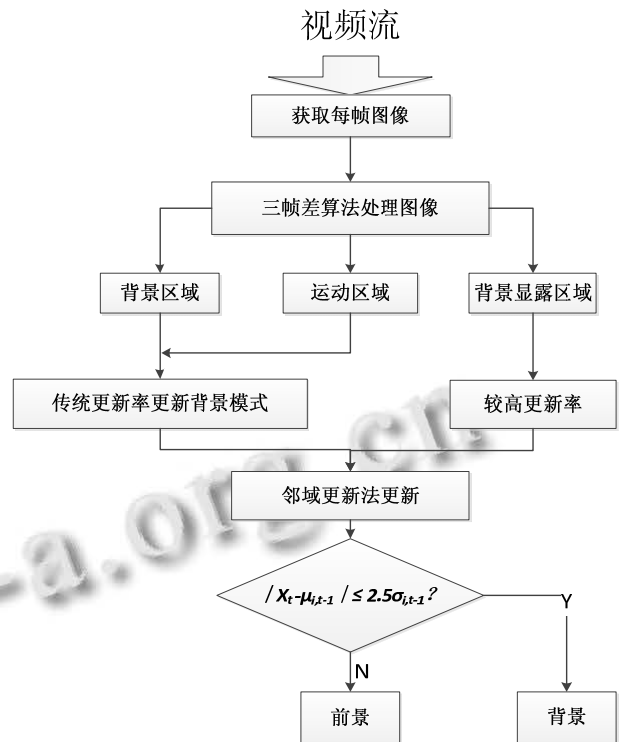 视频流
获取每帧图像
三帧差算法处理图像
背景区域
运动区域
背景显露区域
传统更新率更新背景模式
较高更新率
邻域更新法更新
/ Xt-μi,t-1 / ≤ 2.5σi,t-1?
Y
N
前景
背景
-a.org.cn